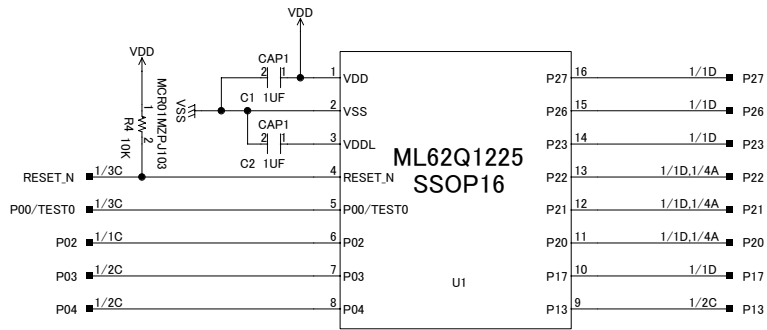 VDD
VDD
CAP1
2 1
C1 1UF
MCR01MZPJ103
1
2
R4 10K
VSS
CAP1
2 1
C2 1UF
1 VDD
2 VSS
3 VDDL
RESET_N 1/3C 4 RESET_N
P00/TEST0 1/3C 5 P00/TEST0
P02 1/1C 6 P02
P03 1/2C 7 P03
P04 1/2C 8 P04
ML62Q1225
SSOP16
U1
P27 16 1/1D P27
P26 15 1/1D P26
P23 14 1/1D P23
P22 13 1/1D,1/4A P22
P21 12 1/1D,1/4A P21
P20 11 1/1D,1/4A P20
P17 10 1/1D P17
P13 9 1/2C P13